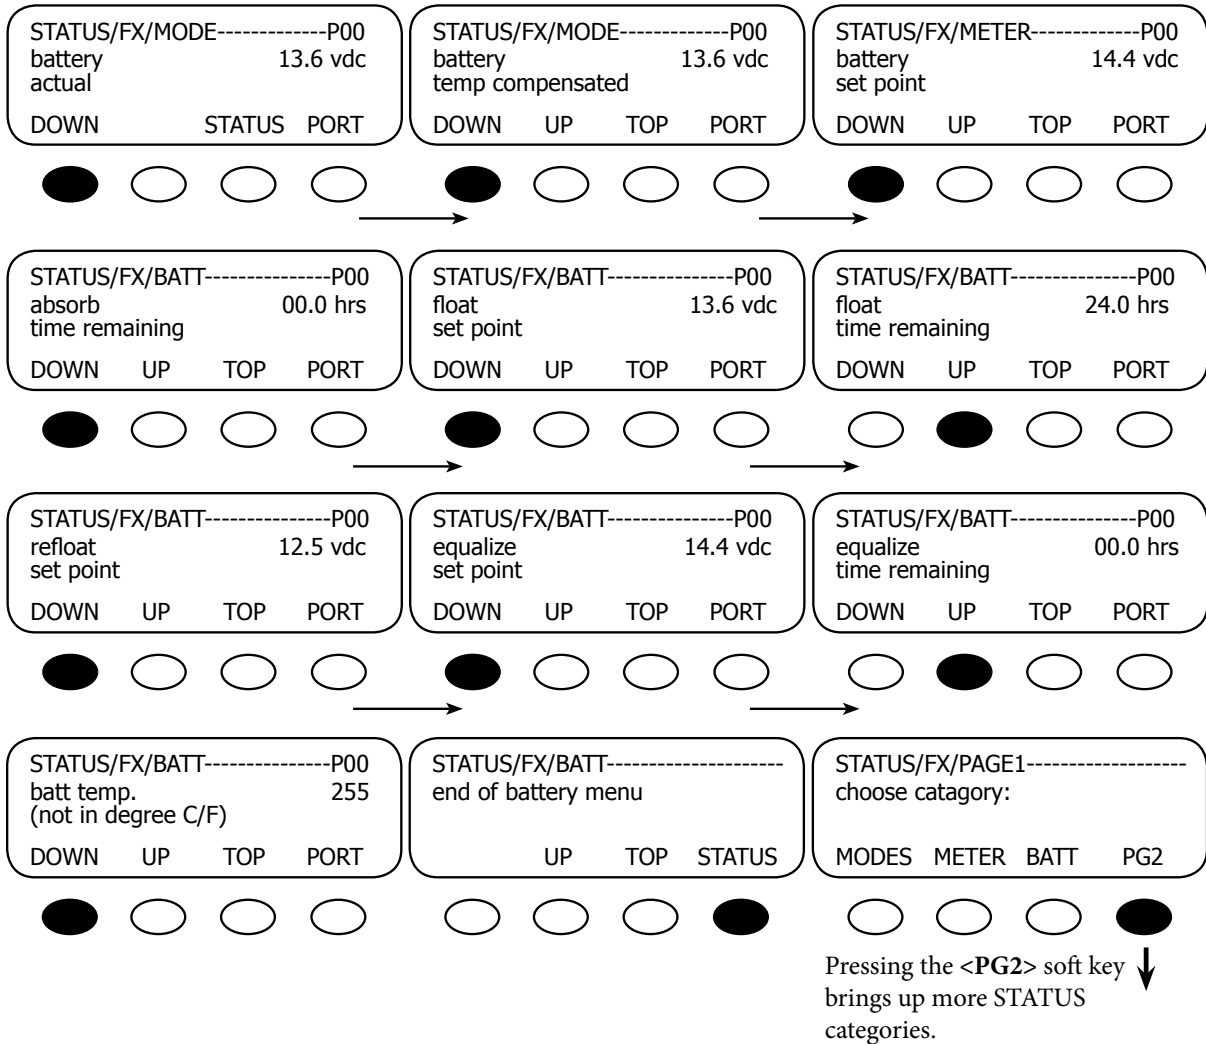 STATUS/FX/MODE-------------P00
battery 13.6 vdc
actual
DOWN STATUS PORT
STATUS/FX/MODE-------------P00
battery 13.6 vdc
temp compensated
DOWN UP TOP PORT
STATUS/FX/METER-------------P00
battery 14.4 vdc
set point
DOWN UP TOP PORT
STATUS/FX/BATT---------------P00
absorb 00.0 hrs
time remaining
DOWN UP TOP PORT
STATUS/FX/BATT---------------P00
float 13.6 vdc
set point
DOWN UP TOP PORT
STATUS/FX/BATT---------------P00
float 24.0 hrs
time remaining
DOWN UP TOP PORT
STATUS/FX/BATT---------------P00
refloat 12.5 vdc
set point
DOWN UP TOP PORT
STATUS/FX/BATT---------------P00
equalize 14.4 vdc
set point
DOWN UP TOP PORT
STATUS/FX/BATT---------------P00
equalize 00.0 hrs
time remaining
DOWN UP TOP PORT
STATUS/FX/BATT---------------P00
batt temp. 255
(not in degree C/F)
DOWN UP TOP PORT
STATUS/FX/BATT---------------------
end of battery menu
UP TOP STATUS
STATUS/FX/PAGE1-------------------
choose catagory:
MODES METER BATT PG2
Pressing the <PG2> soft key
brings up more STATUS
categories.